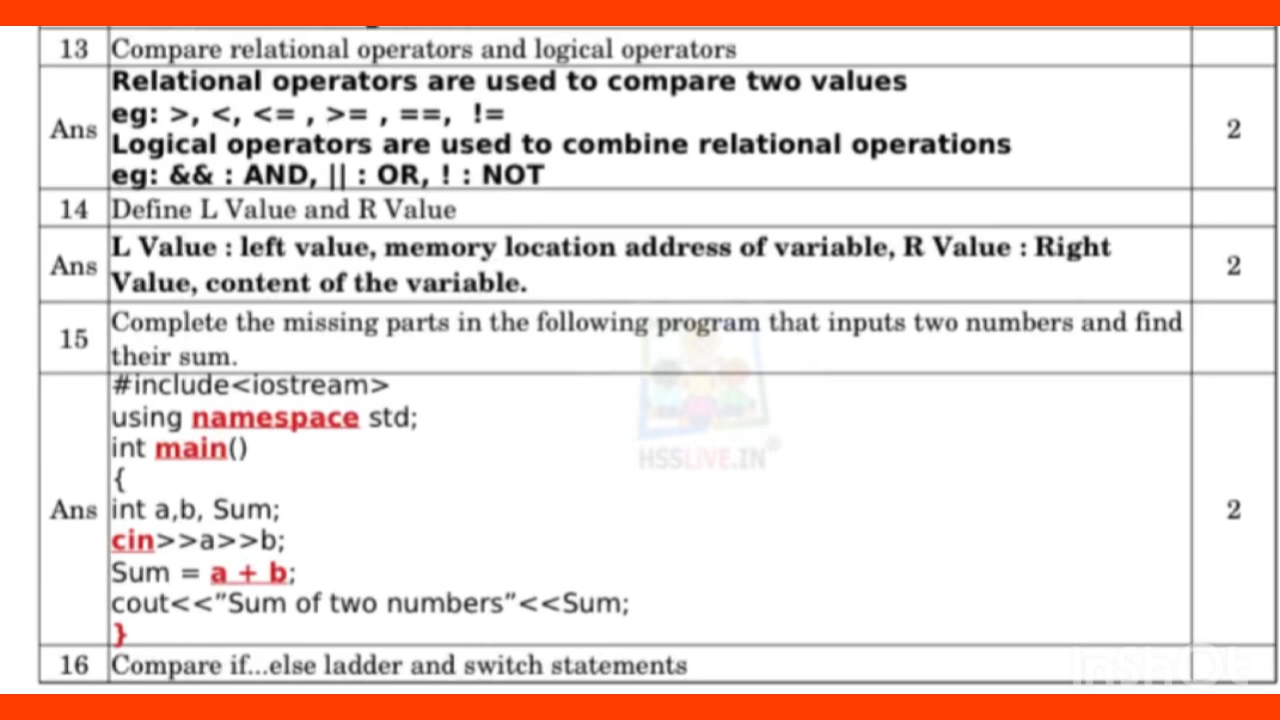 13 Compare relational operators and logical operators
Relational operators are used to compare two values
eg: >, <, <= , >= , ==, !=
Ans
Logical operators are used to combine relational operations
eg: && : AND, || : OR, ! : NOT
2
14 Define L Value and R Value
L Value : left value, memory location address of variable, R Value : Right
Ans
Value, content of the variable.
2
Complete the missing parts in the following program that inputs two numbers and find
15
their sum.
#include<iostream>
using namespace std;
int main()
{
Ans int a,b, Sum; 2
cin>>a>>b;
Sum = a + b;
cout<<”Sum of two numbers”<<Sum;
}
16 Compare if...else ladder and switch statements
HSSLIVE.IN®
InShOt